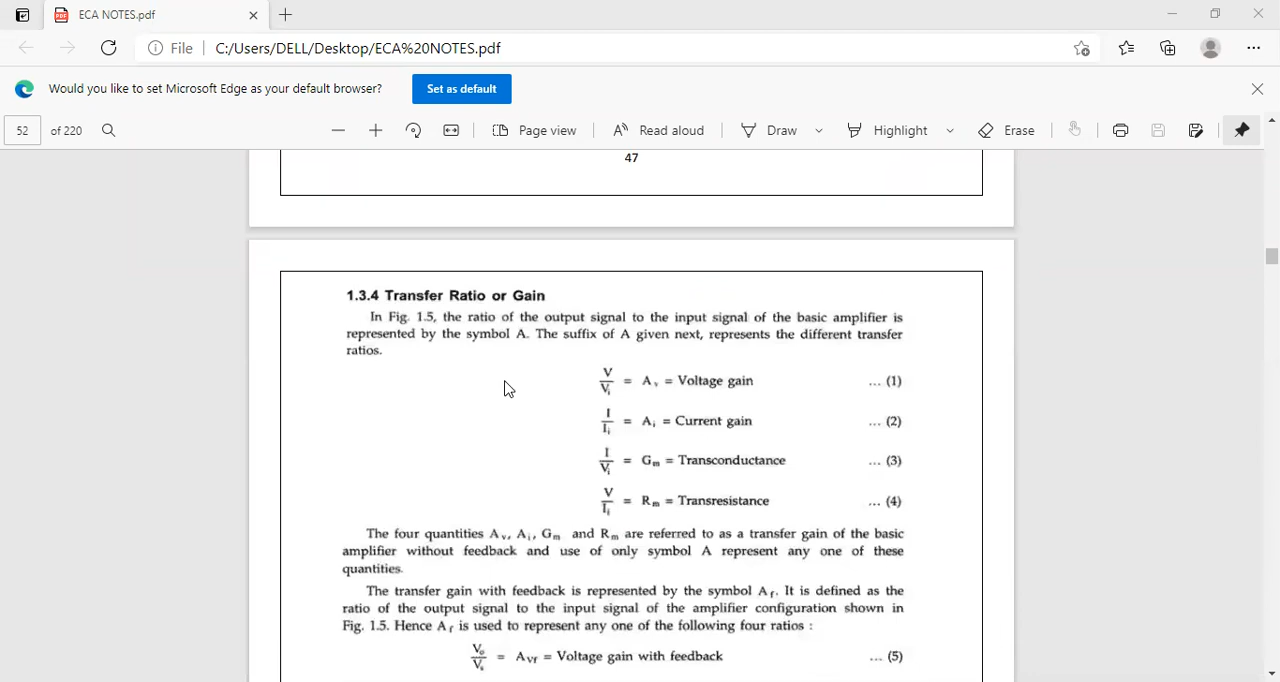 ECA NOTES.pdf
File | C:/Users/DELL/Desktop/ECA%20NOTES.pdf
Would you like to set Microsoft Edge as your default browser? Set as default
52 of 220 Page view Read aloud Draw Highlight Erase
47
1.3.4 Transfer Ratio or Gain
In Fig. 1.5, the ratio of the output signal to the input signal of the basic amplifier is
represented by the symbol A. The suffix of A given next, represents the different transfer
ratios.
V/Vi = Av = Voltage gain ... (1)
I/Ii = Ai = Current gain ... (2)
I/Vi = Gm = Transconductance ... (3)
V/Ii = Rm = Transresistance ... (4)
The four quantities Av, Ai, Gm and Rm are referred to as a transfer gain of the basic
amplifier without feedback and use of only symbol A represent any one of these
quantities.
The transfer gain with feedback is represented by the symbol Af. It is defined as the
ratio of the output signal to the input signal of the amplifier configuration shown in
Fig. 1.5. Hence Af is used to represent any one of the following four ratios :
Vo/Vs = AVf = Voltage gain with feedback ... (5)